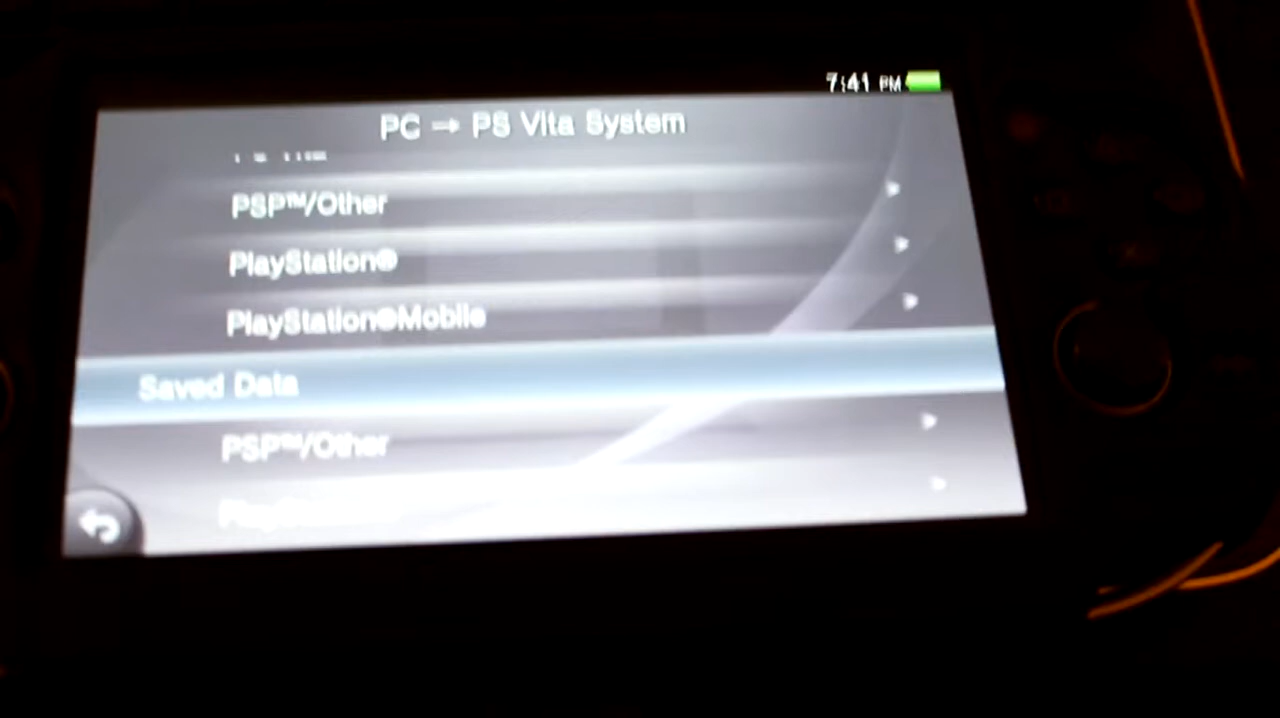 7:41 PM
PC → PS Vita System
PSP™/Other
PlayStation®
PlayStation®Mobile
Saved Data
PSP™/Other